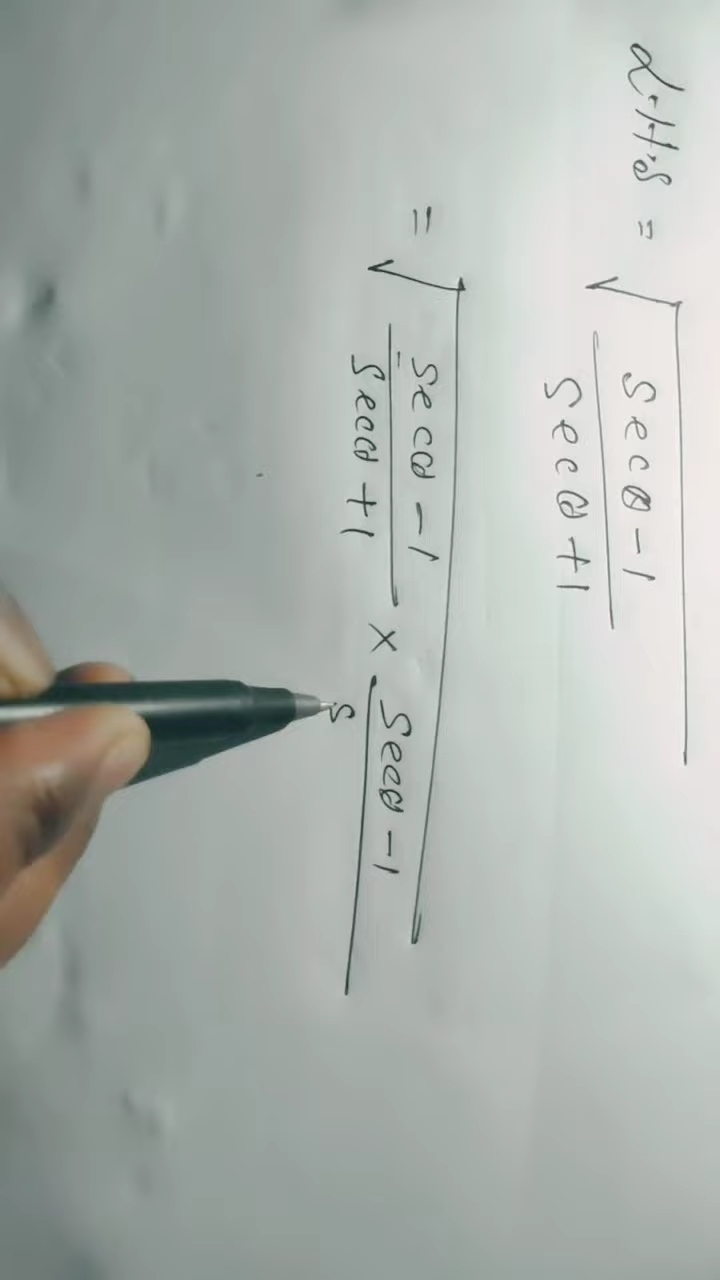 L.H.S = √(secθ - 1 / secθ + 1)
= √(secθ - 1 / secθ + 1 × secθ - 1 / s